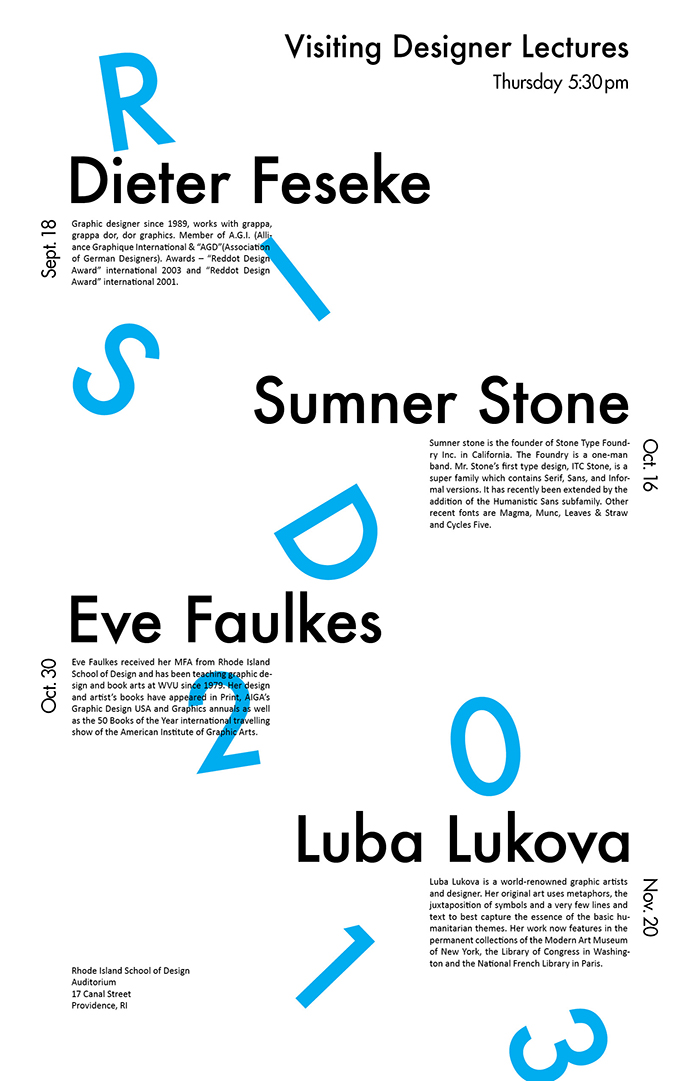 Visiting Designer Lectures
Thursday 5:30pm
R
Dieter Feseke
Sept. 18
Graphic designer since 1989, works with grappa,
grappa dor, dor graphics. Member of A.G.I. (Alli-
ance Graphique International & “AGD”(Association
of German Designers). Awards – “Reddot Design
Award” international 2003 and “Reddot Design
Award” international 2001.
I
S
Sumner Stone
Oct. 16
Sumner stone is the founder of Stone Type Found-
ry Inc. in California. The Foundry is a one-man
band. Mr. Stone’s first type design, ITC Stone, is a
super family which contains Serif, Sans, and Infor-
mal versions. It has recently been extended by the
addition of the Humanistic Sans subfamily. Other
recent fonts are Magma, Munc, Leaves & Straw
and Cycles Five.
D
Eve Faulkes
Oct. 30
Eve Faulkes received her MFA from Rhode Island
School of Design and has been teaching graphic de-
sign and book arts at WVU since 1979. Her design
and artist’s books have appeared in Print, AIGA’s
Graphic Design USA and Graphics annuals as well
as the 50 Books of the Year international travelling
show of the American Institute of Graphic Arts.
2
0
Luba Lukova
Nov. 20
Luba Lukova is a world-renowned graphic artists
and designer. Her original art uses metaphors, the
juxtaposition of symbols and a very few lines and
text to best capture the essence of the basic hu-
manitarian themes. Her work now features in the
permanent collections of the Modern Art Museum
of New York, the Library of Congress in Washing-
ton and the National French Library in Paris.
1
3
Rhode Island School of Design
Auditorium
17 Canal Street
Providence, RI